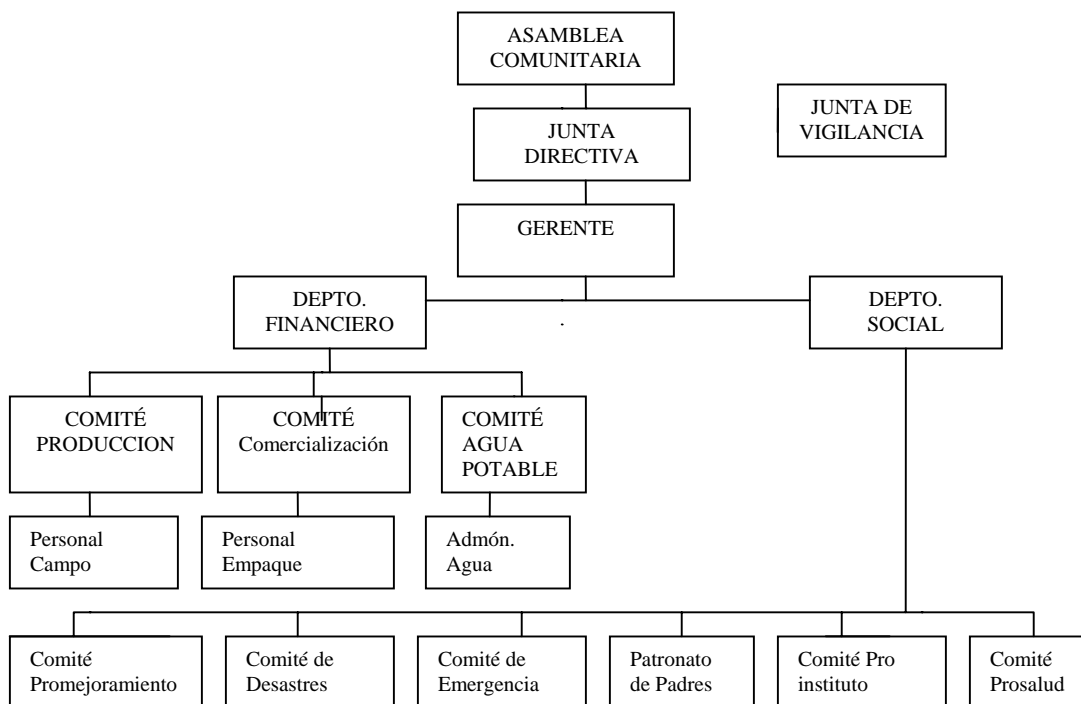 ASAMBLEA
COMUNITARIA
JUNTA DE
VIGILANCIA
JUNTA
DIRECTIVA
GERENTE
DEPTO.
FINANCIERO
DEPTO.
SOCIAL
COMITÉ
PRODUCCION
COMITÉ
Comercialización
COMITÉ
AGUA
POTABLE
Personal
Campo
Personal
Empaque
Admón.
Agua
Comité
Promejoramiento
Comité de
Desastres
Comité de
Emergencia
Patronato
de Padres
Comité Pro
instituto
Comité
Prosalud